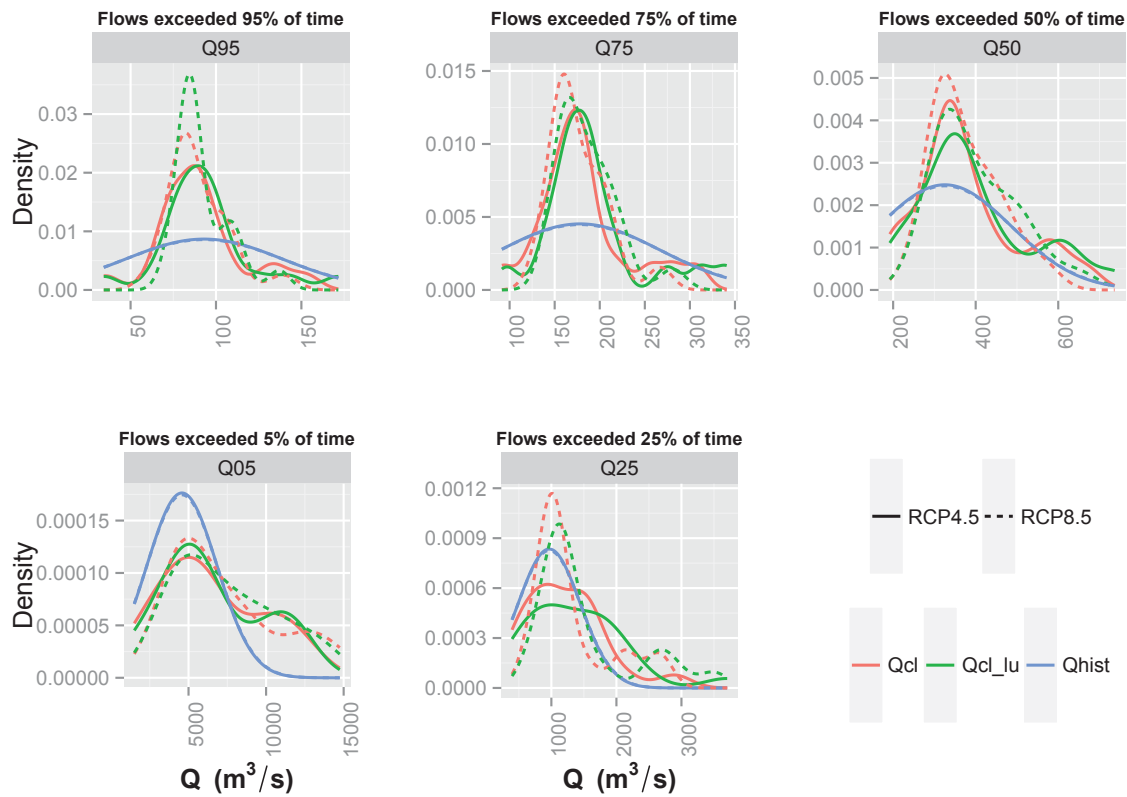 Flows exceeded 95% of time
Q95
Density
0.03
0.02
0.01
0.00
50
100
150
Flows exceeded 75% of time
Q75
0.015
0.010
0.005
0.000
100
150
200
250
300
350
Flows exceeded 50% of time
Q50
0.005
0.004
0.003
0.002
0.001
0.000
200
400
600
Flows exceeded 5% of time
Q05
Density
0.00015
0.00010
0.00005
0.00000
5000
10000
15000
Q (m³/s)
Flows exceeded 25% of time
Q25
0.0012
0.0009
0.0006
0.0003
0.0000
1000
2000
3000
Q (m³/s)
RCP4.5 RCP8.5
Qcl Qcl_lu Qhist